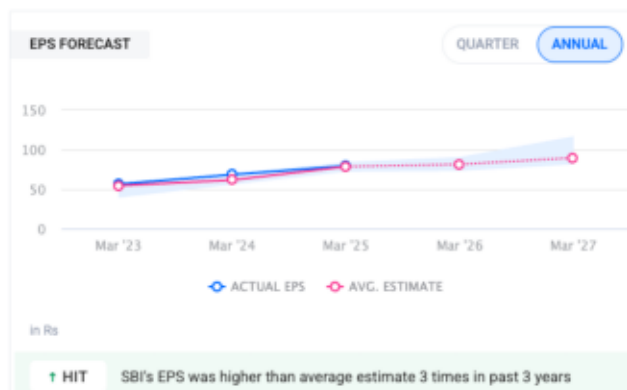 EPS FORECAST
QUARTER ANNUAL
150
100
50
0
Mar '23 Mar '24 Mar '25 Mar '26 Mar '27
ACTUAL EPS AVG. ESTIMATE
in Rs
↑ HIT SBI's EPS was higher than average estimate 3 times in past 3 years